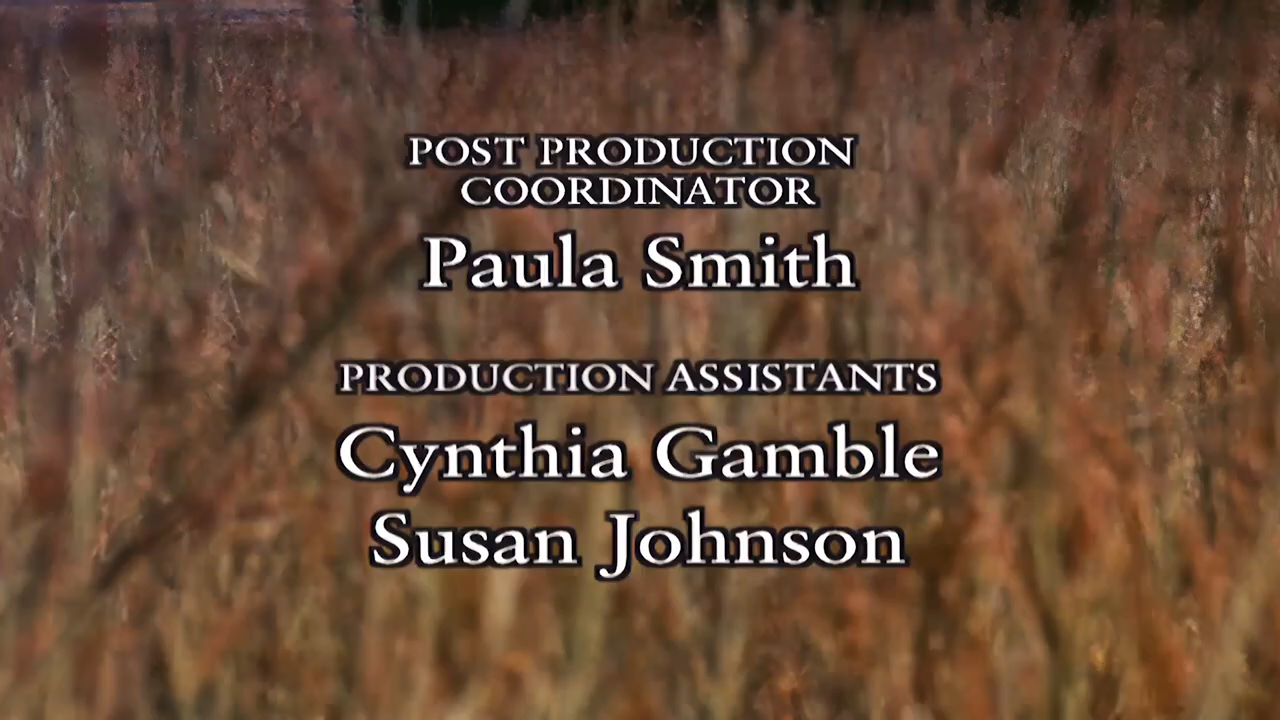 POST PRODUCTION
COORDINATOR
Paula Smith
PRODUCTION ASSISTANTS
Cynthia Gamble
Susan Johnson